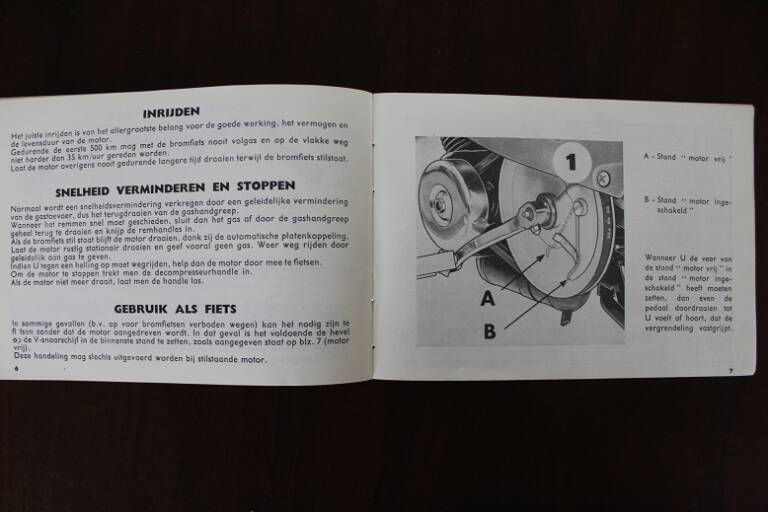 INRIJDEN
Het juiste inrijden is van het allergrootste belang voor de goede werking, het vermogen en
de levensduur van de motor.
Gedurende de eerste 500 km mag met de bromfiets nooit volgas en op de vlakke weg
niet harder dan 35 km/uur gereden worden.
Laat de motor overigens nooit gedurende langere tijd draaien terwijl de bromfiets stilstaat.
SNELHEID VERMINDEREN EN STOPPEN
Normaal wordt een snelheidsvermindering verkregen door een geleidelijke vermindering
van de gastoevoer, dus het terugdraaien van de gashandgreep.
Wanneer het remmen snel moet geschieden, sluit dan het gas af door de gashandgreep
geheel terug te draaien en knijp de remhandles in.
Als de bromfiets stil staat blijft de motor draaien, dank zij de automatische platenkoppeling.
Laat de motor rustig stationair draaien en geef vooral geen gas. Weer weg rijden door
geleidelijk aan gas te geven.
Indien U tegen een helling op moet wegrijden, help dan de motor door mee te fietsen.
Om de motor te stoppen trekt men de decompresseurhandle in.
Als de motor niet meer draait, laat men de handle los.
GEBRUIK ALS FIETS
In sommige gevallen (b.v. op voor bromfietsen verboden wegen) kan het nodig zijn te
fietsen zonder dat de motor aangedreven wordt. In dat geval is het voldoende de hevel
op de V-snaarschijf in de binnenste stand te zetten, zoals aangegeven staat op blz. 7 (motor
vrij).
Deze handeling mag slechts uitgevoerd worden bij stilstaande motor.
6
1
A
B
A - Stand " motor vrij "
B - Stand " motor inge-
schakeld "
Wanneer U de veer van
de stand " motor vrij " in
de stand " motor inge-
schakeld " heeft moeten
zetten, dan even de
pedaal doordraaien tot
U voelt of hoort, dat de
vergrendeling vastgrijpt.
7